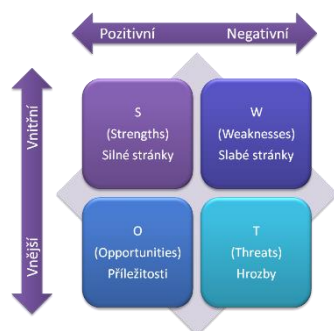 Pozitivní
Negativní
Vnitřní
S
(Strengths)
Silné stránky
W
(Weaknesses)
Slabé stránky
Vnější
O
(Opportunities)
Příležitosti
T
(Threats)
Hrozby